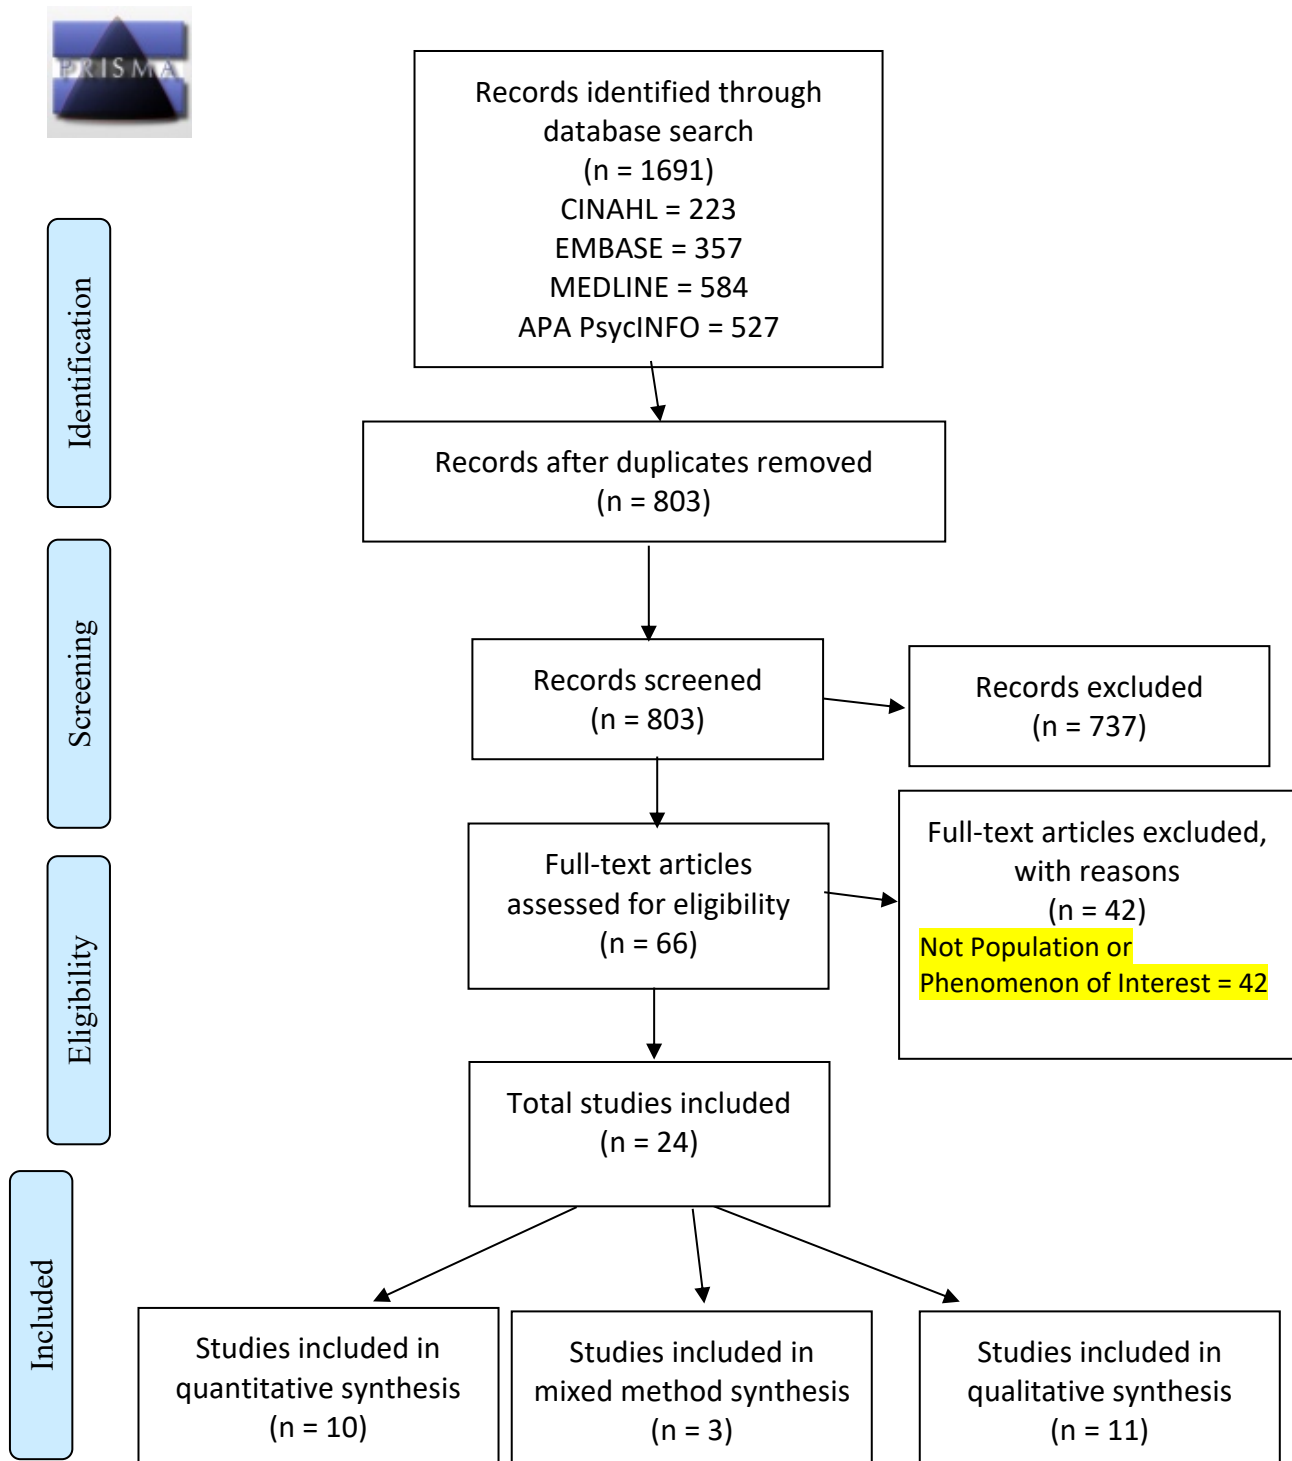 PRISMA
Records identified through
database search
(n = 1691)
CINAHL = 223
EMBASE = 357
MEDLINE = 584
APA PsycINFO = 527
Identification
Records after duplicates removed
(n = 803)
Screening
Records screened
(n = 803)
Records excluded
(n = 737)
Full-text articles
assessed for eligibility
(n = 66)
Full-text articles excluded,
with reasons
(n = 42)
Not Population or
Phenomenon of Interest = 42
Eligibility
Total studies included
(n = 24)
Included
Studies included in
quantitative synthesis
(n = 10)
Studies included in
mixed method synthesis
(n = 3)
Studies included in
qualitative synthesis
(n = 11)